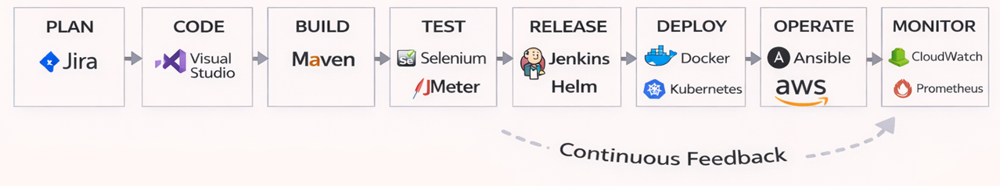 PLAN
Jira
CODE
Visual
Studio
BUILD
Maven
TEST
Se Selenium
JMeter
RELEASE
Jenkins
Helm
DEPLOY
Docker
Kubernetes
OPERATE
A Ansible
aws
MONITOR
CloudWatch
Prometheus
Continuous Feedback